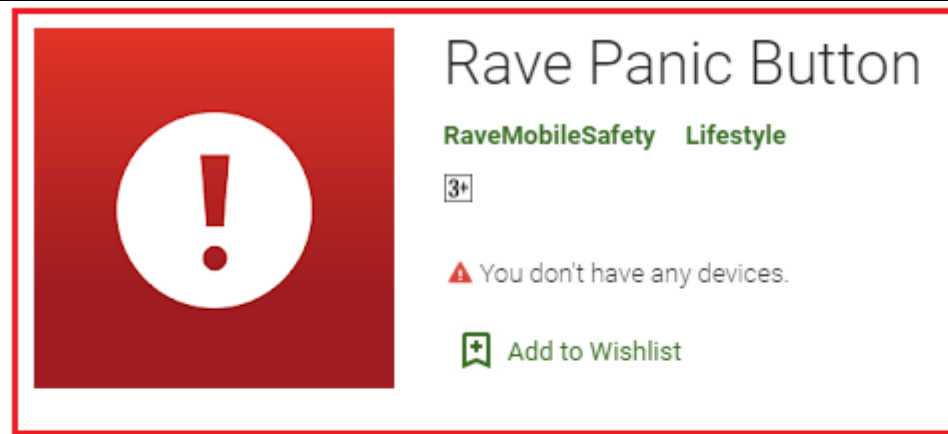 Rave Panic Button
RaveMobileSafety Lifestyle
3+
You don't have any devices.
Add to Wishlist